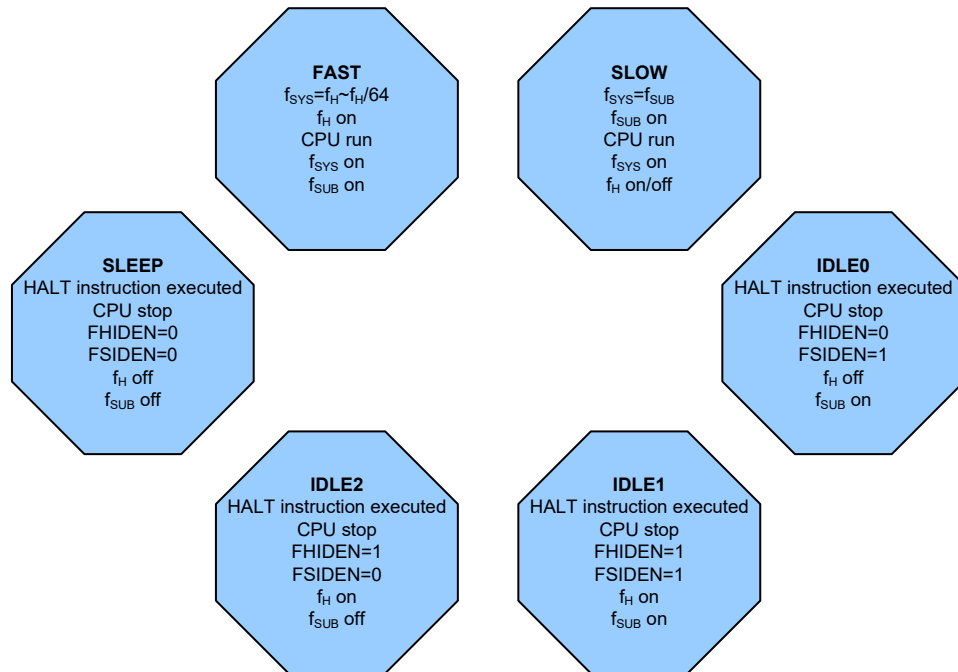 FAST
fSYS=fH~fH/64
fH on
CPU run
fSYS on
fSUB on
SLOW
fSYS=fSUB
fSUB on
CPU run
fSYS on
fH on/off
SLEEP
HALT instruction executed
CPU stop
FHIDEN=0
FSIDEN=0
fH off
fSUB off
IDLE0
HALT instruction executed
CPU stop
FHIDEN=0
FSIDEN=1
fH off
fSUB on
IDLE2
HALT instruction executed
CPU stop
FHIDEN=1
FSIDEN=0
fH on
fSUB off
IDLE1
HALT instruction executed
CPU stop
FHIDEN=1
FSIDEN=1
fH on
fSUB on